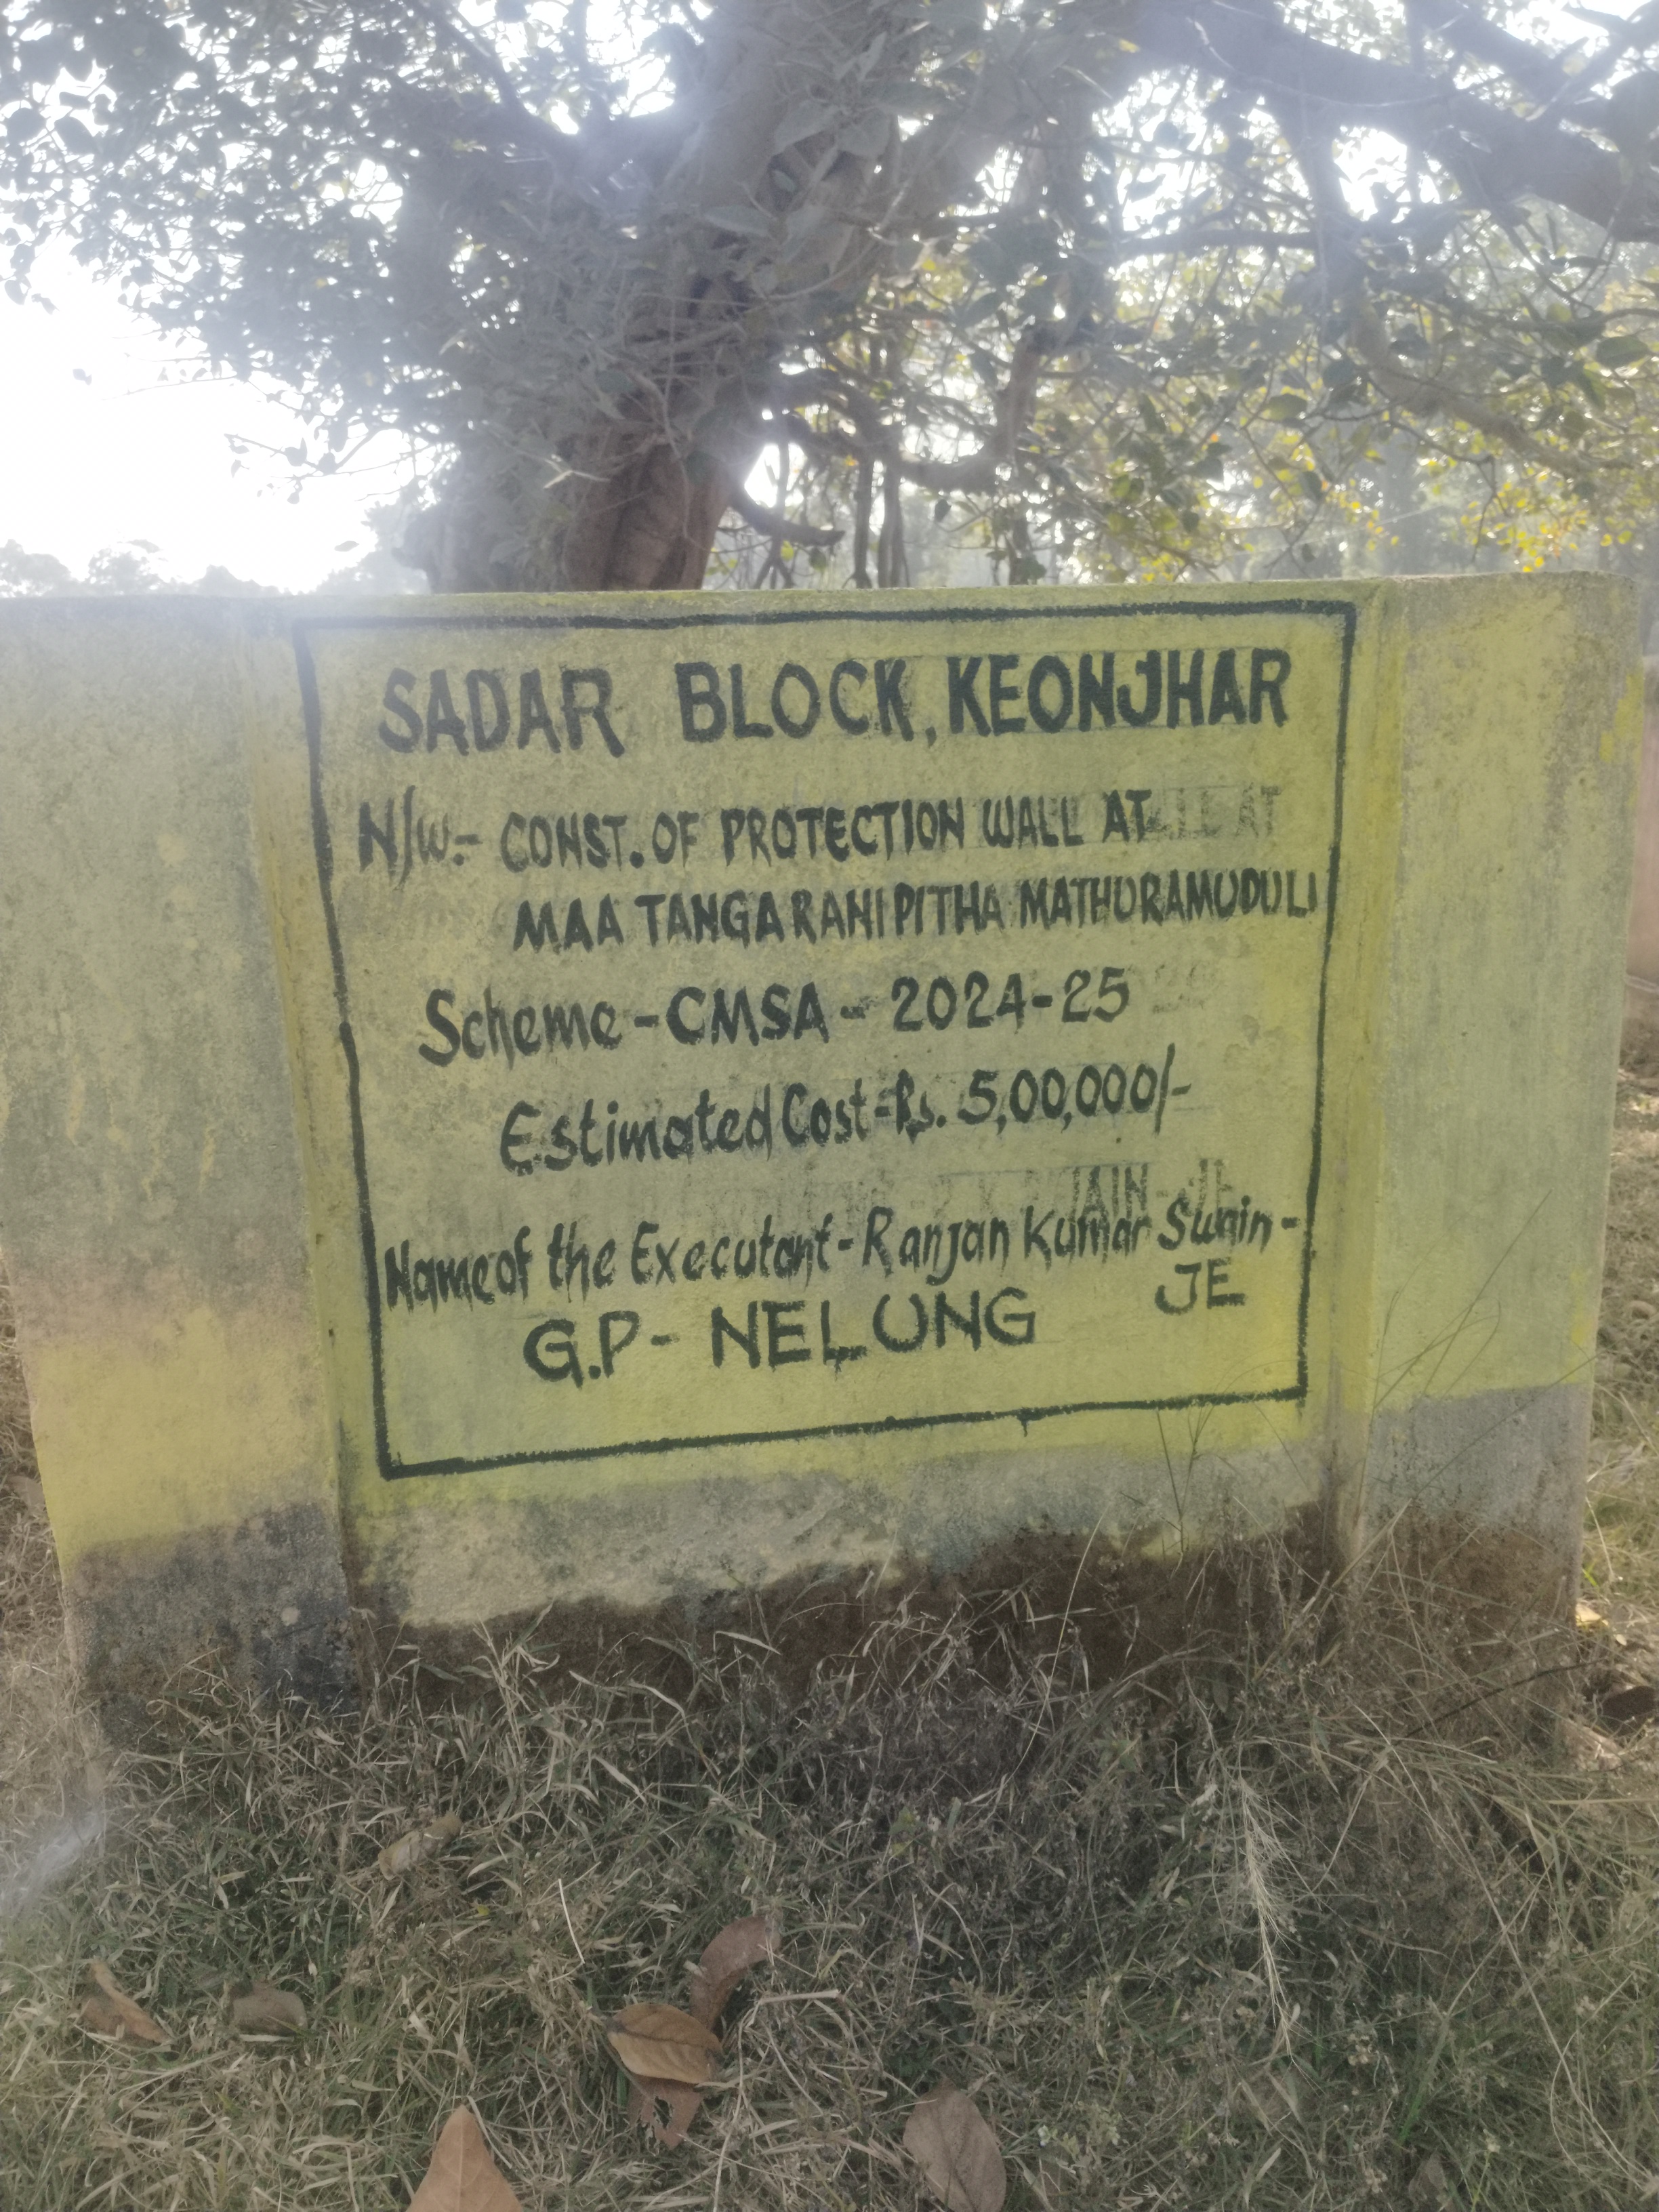 SADAR BLOCK, KEONJHAR
N/W:- CONST. OF PROTECTION WALL AT
MAA TANGARANI PITHA MATHURAMUDULI
Scheme - CMSA - 2024-25
Estimated Cost - Rs. 5,00,000/-
Name of the Executant - Ranjan Kumar Swain -
JE
G.P - NELUNG